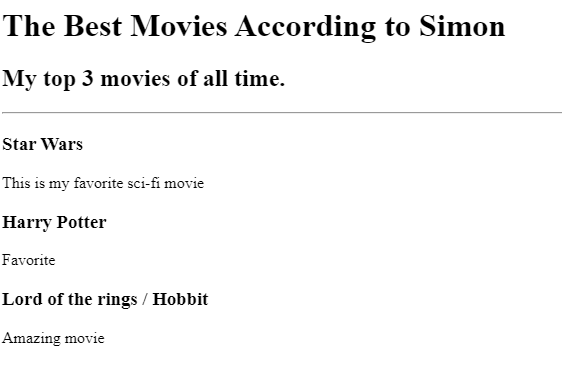 The Best Movies According to Simon
My top 3 movies of all time.
Star Wars
This is my favorite sci-fi movie
Harry Potter
Favorite
Lord of the rings / Hobbit
Amazing movie